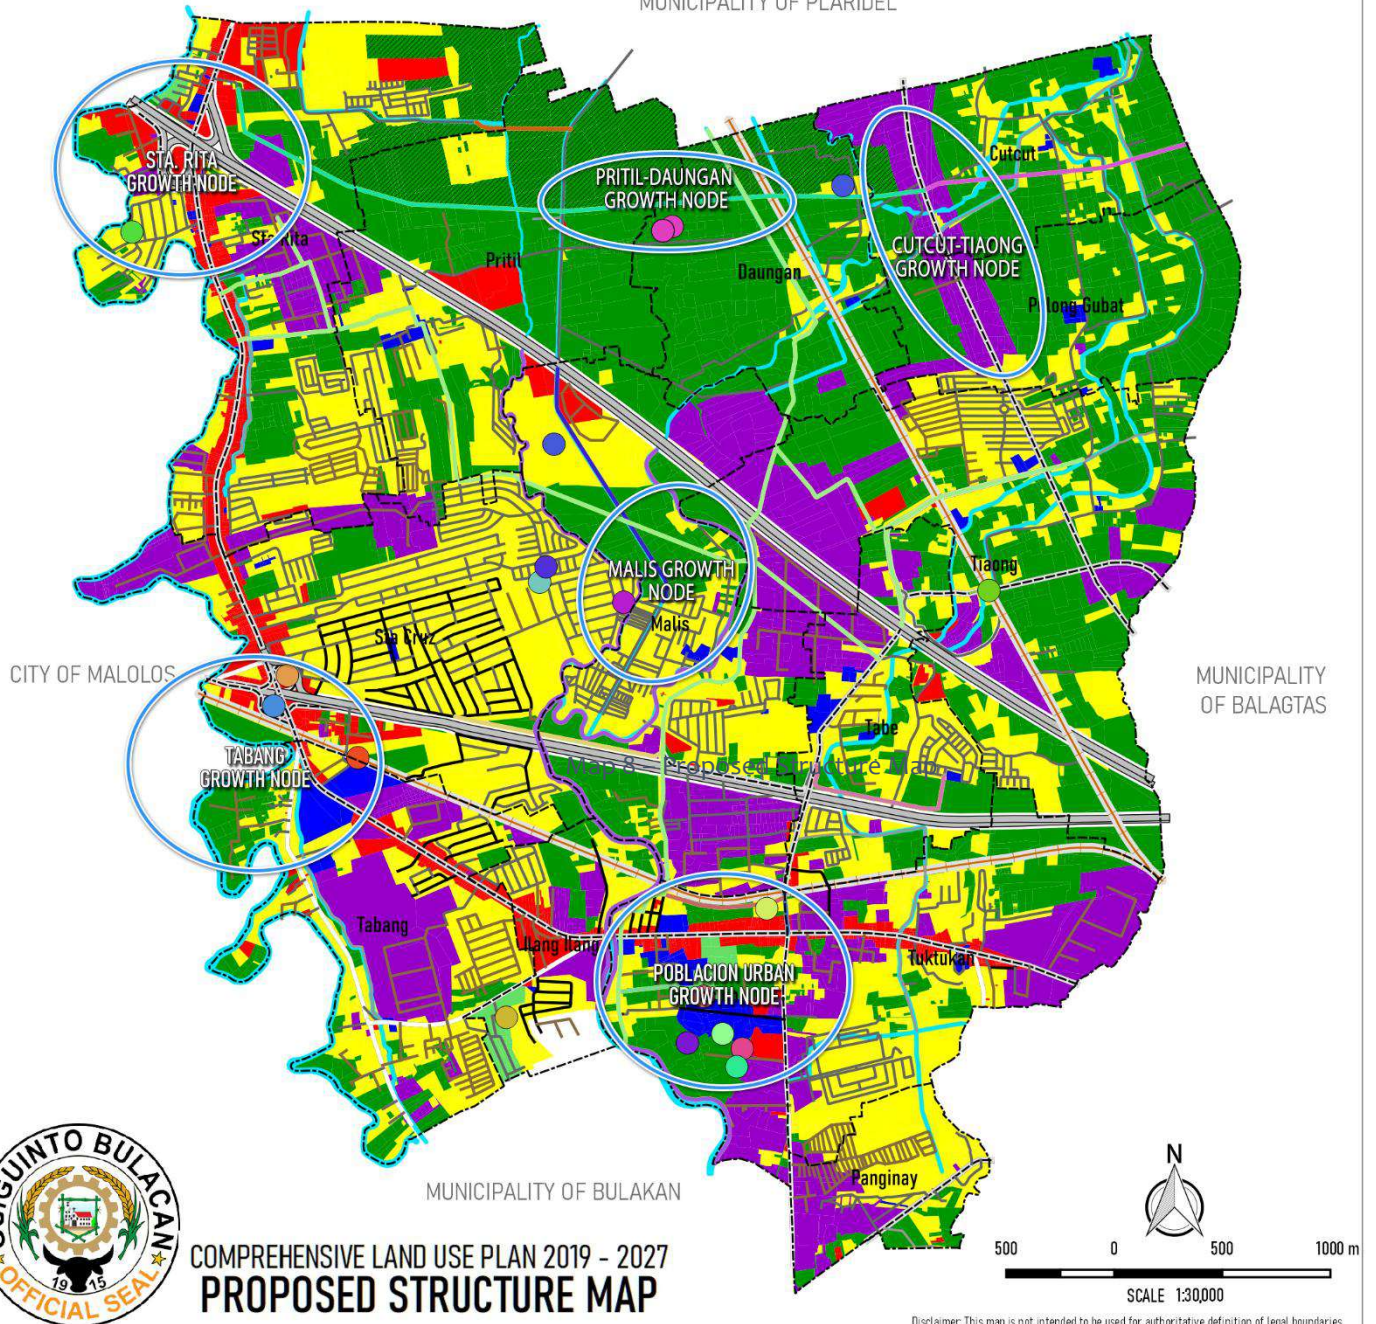 MUNICIPALITY OF PLARIDEL
STA. RITA
GROWTH NODE
Sta Rita
PRITIL-DAUNGAN
GROWTH NODE
Cutcut
Pritil
Daungan
CUTCUT-TIAONG
GROWTH NODE
Pulong Gubat
MALIS GROWTH
NODE
Malis
Tiaong
Sta Cruz
CITY OF MALOLOS
MUNICIPALITY
OF BALAGTAS
Tabe
TABANG
GROWTH NODE
Map 8 – Proposed Structure Map
Tabang
Ilang Ilang
POBLACION URBAN
GROWTH NODE
Tuktukan
Panginay
MUNICIPALITY OF BULAKAN
GUIGUINTO BULACAN
1915
OFFICIAL SEAL
COMPREHENSIVE LAND USE PLAN 2019 - 2027
PROPOSED STRUCTURE MAP
N
500 0 500 1000 m
SCALE 1:30,000
Disclaimer: This map is not intended to be used for authoritative definition of legal boundaries